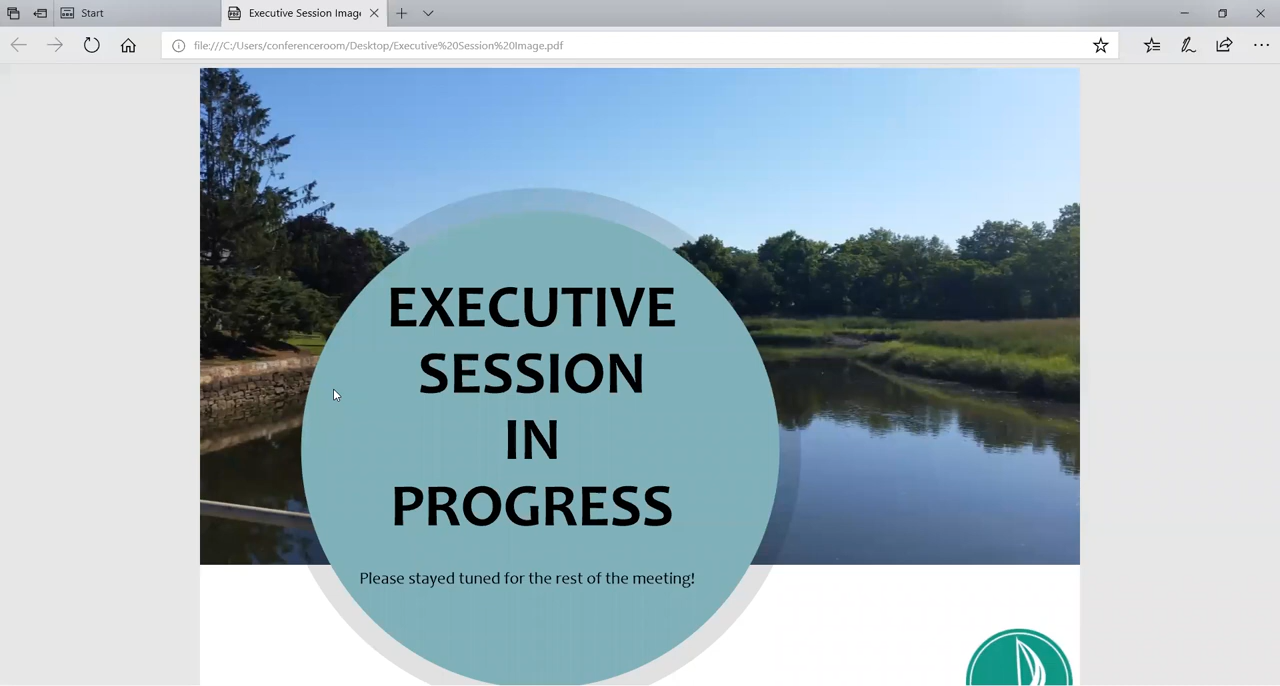 Start
Executive Session Imag
file:///C:/Users/conferenceroom/Desktop/Executive%20Session%20Image.pdf
EXECUTIVE
SESSION
IN
PROGRESS
Please stayed tuned for the rest of the meeting!